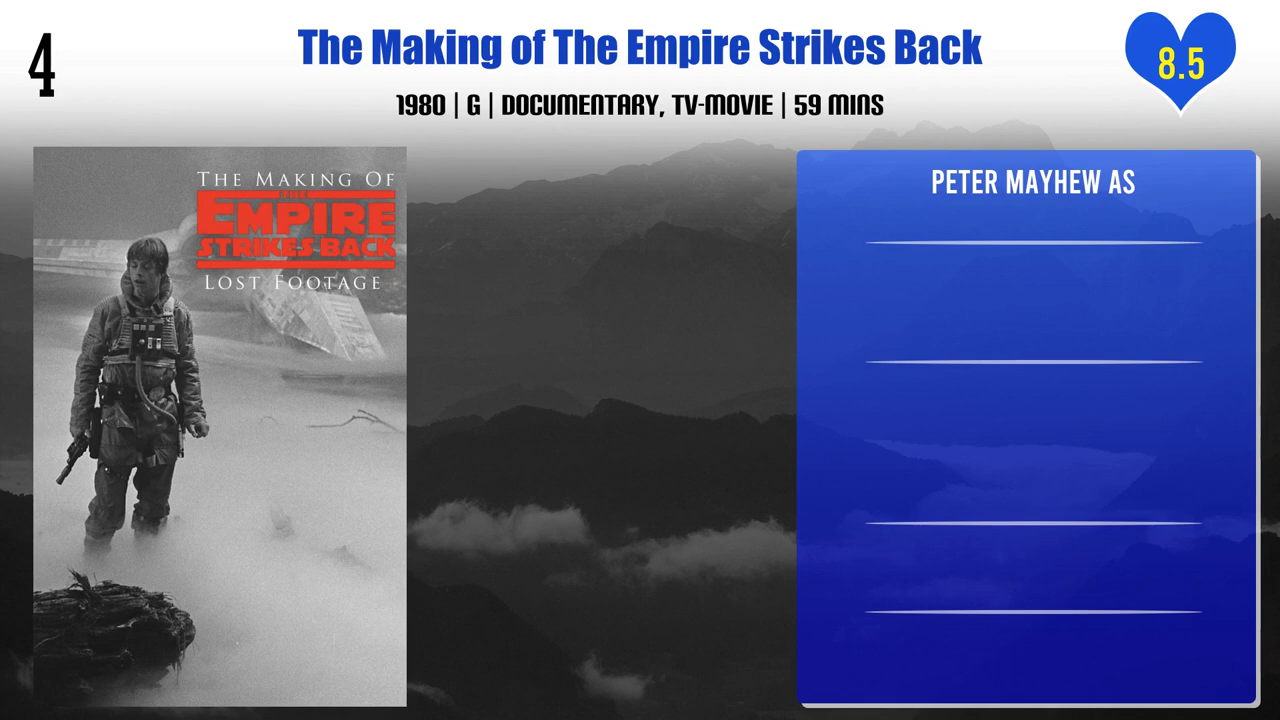 4
The Making of The Empire Strikes Back
8.5
1980 | G | DOCUMENTARY, TV-MOVIE | 59 MINS
THE MAKING OF
THE
EMPIRE
STRIKES BACK
LOST FOOTAGE
PETER MAYHEW AS